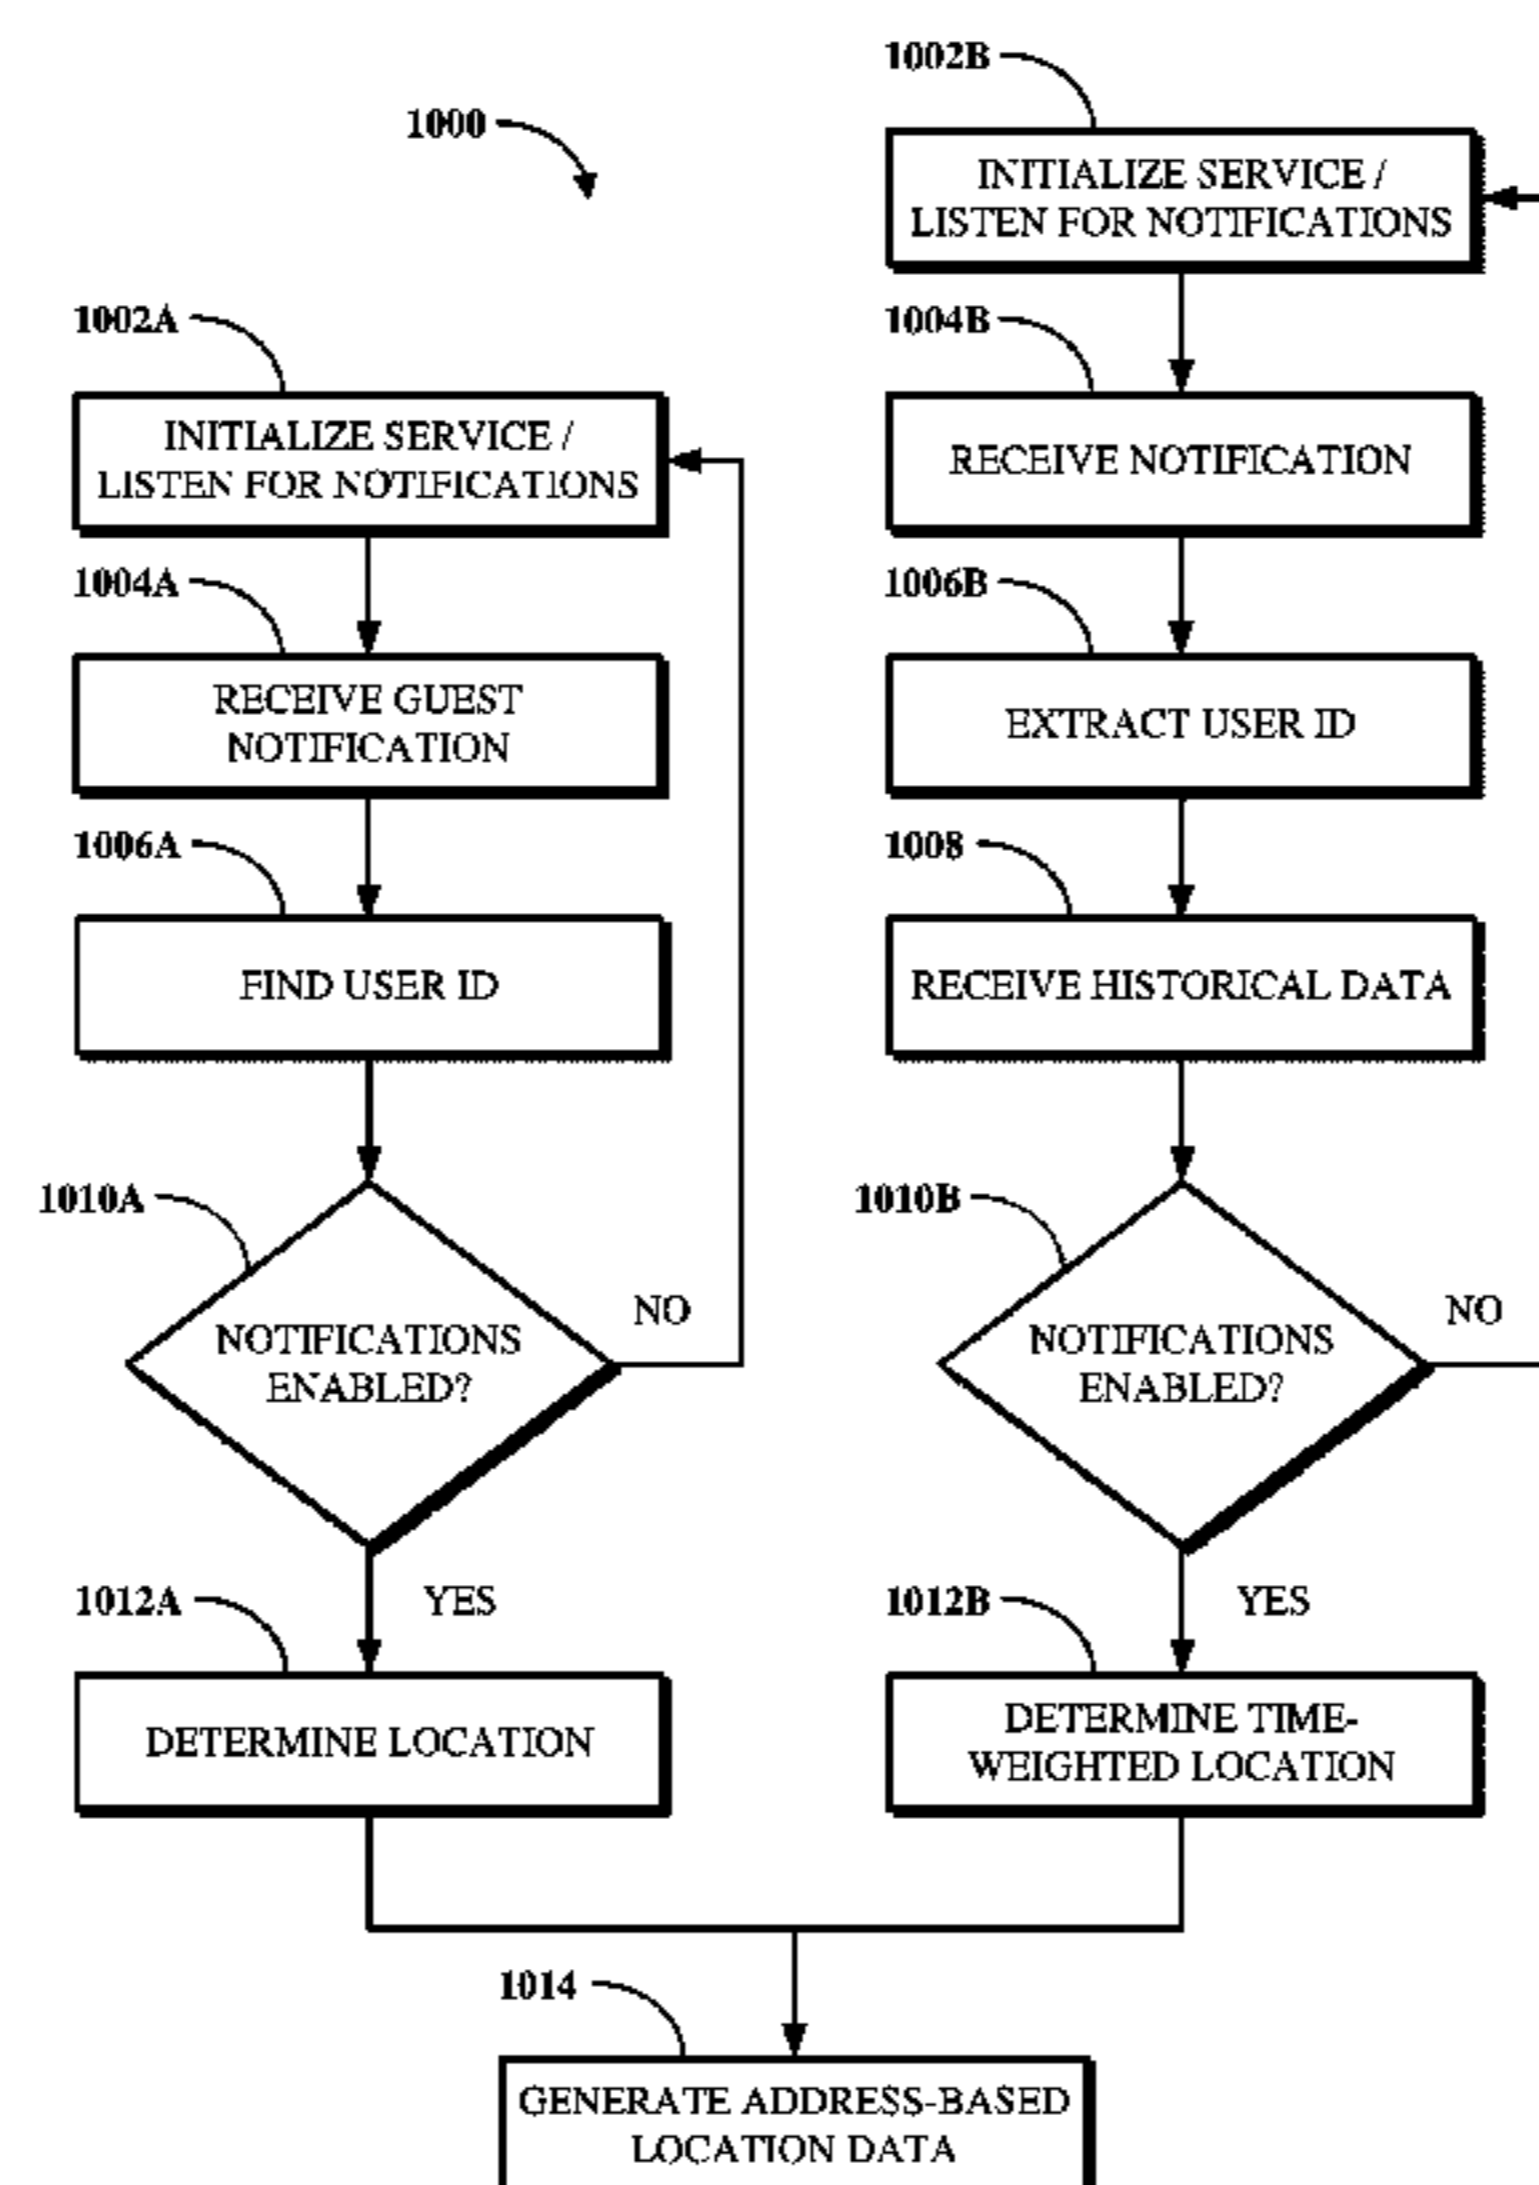 1000
1002A
INITIALIZE SERVICE /
LISTEN FOR NOTIFICATIONS
1004A
RECEIVE GUEST
NOTIFICATION
1006A
FIND USER ID
1010A
NOTIFICATIONS
ENABLED?
NO
YES
1012A
DETERMINE LOCATION
1002B
INITIALIZE SERVICE /
LISTEN FOR NOTIFICATIONS
1004B
RECEIVE NOTIFICATION
1006B
EXTRACT USER ID
1008
RECEIVE HISTORICAL DATA
1010B
NOTIFICATIONS
ENABLED?
NO
YES
1012B
DETERMINE TIME-
WEIGHTED LOCATION
1014
GENERATE ADDRESS-BASED
LOCATION DATA